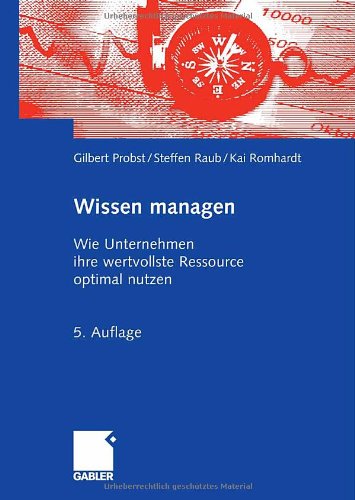 Urheberrechtlich geschütztes Material
10000
W
S
Gilbert Probst/Steffen Raub/Kai Romhardt
Wissen managen
Wie Unternehmen
ihre wertvollste Ressource
optimal nutzen
5. Auflage
GABLER
Urheberrechtlich geschütztes Material